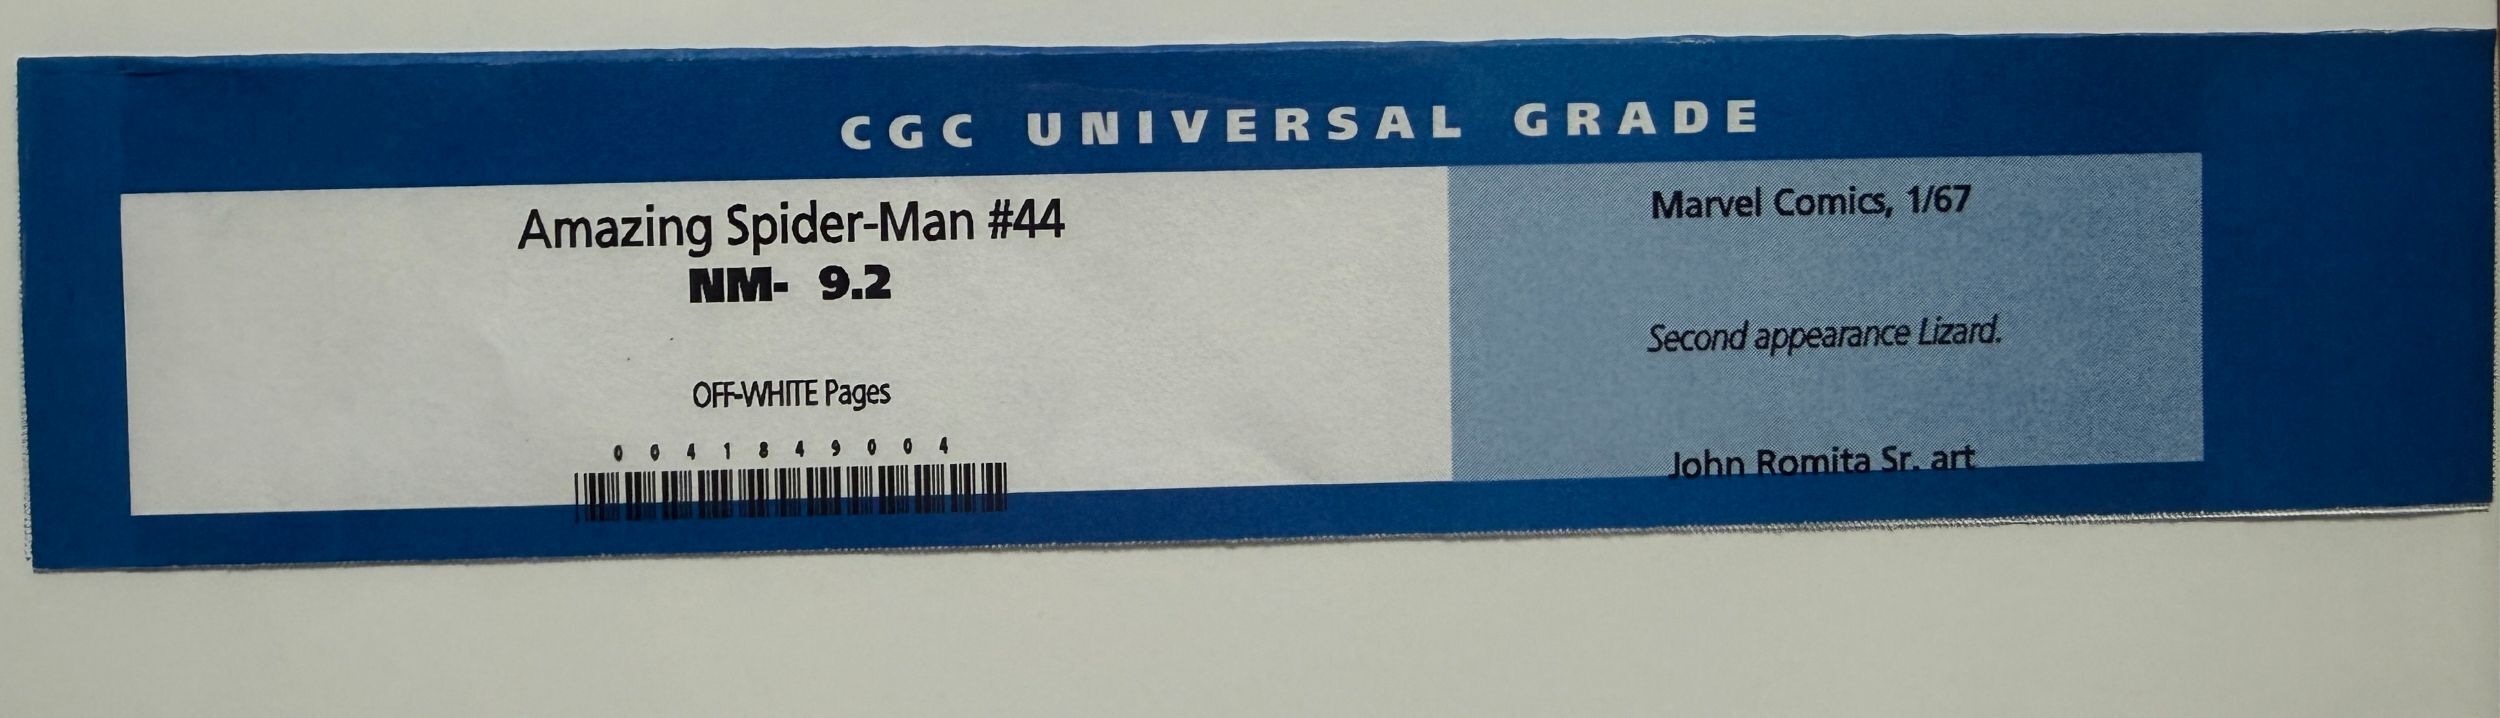 CGC UNIVERSAL GRADE
Amazing Spider-Man #44
NM- 9.2
OFF-WHITE Pages
0041849004
Marvel Comics, 1/67
Second appearance Lizard.
John Romita Sr. art